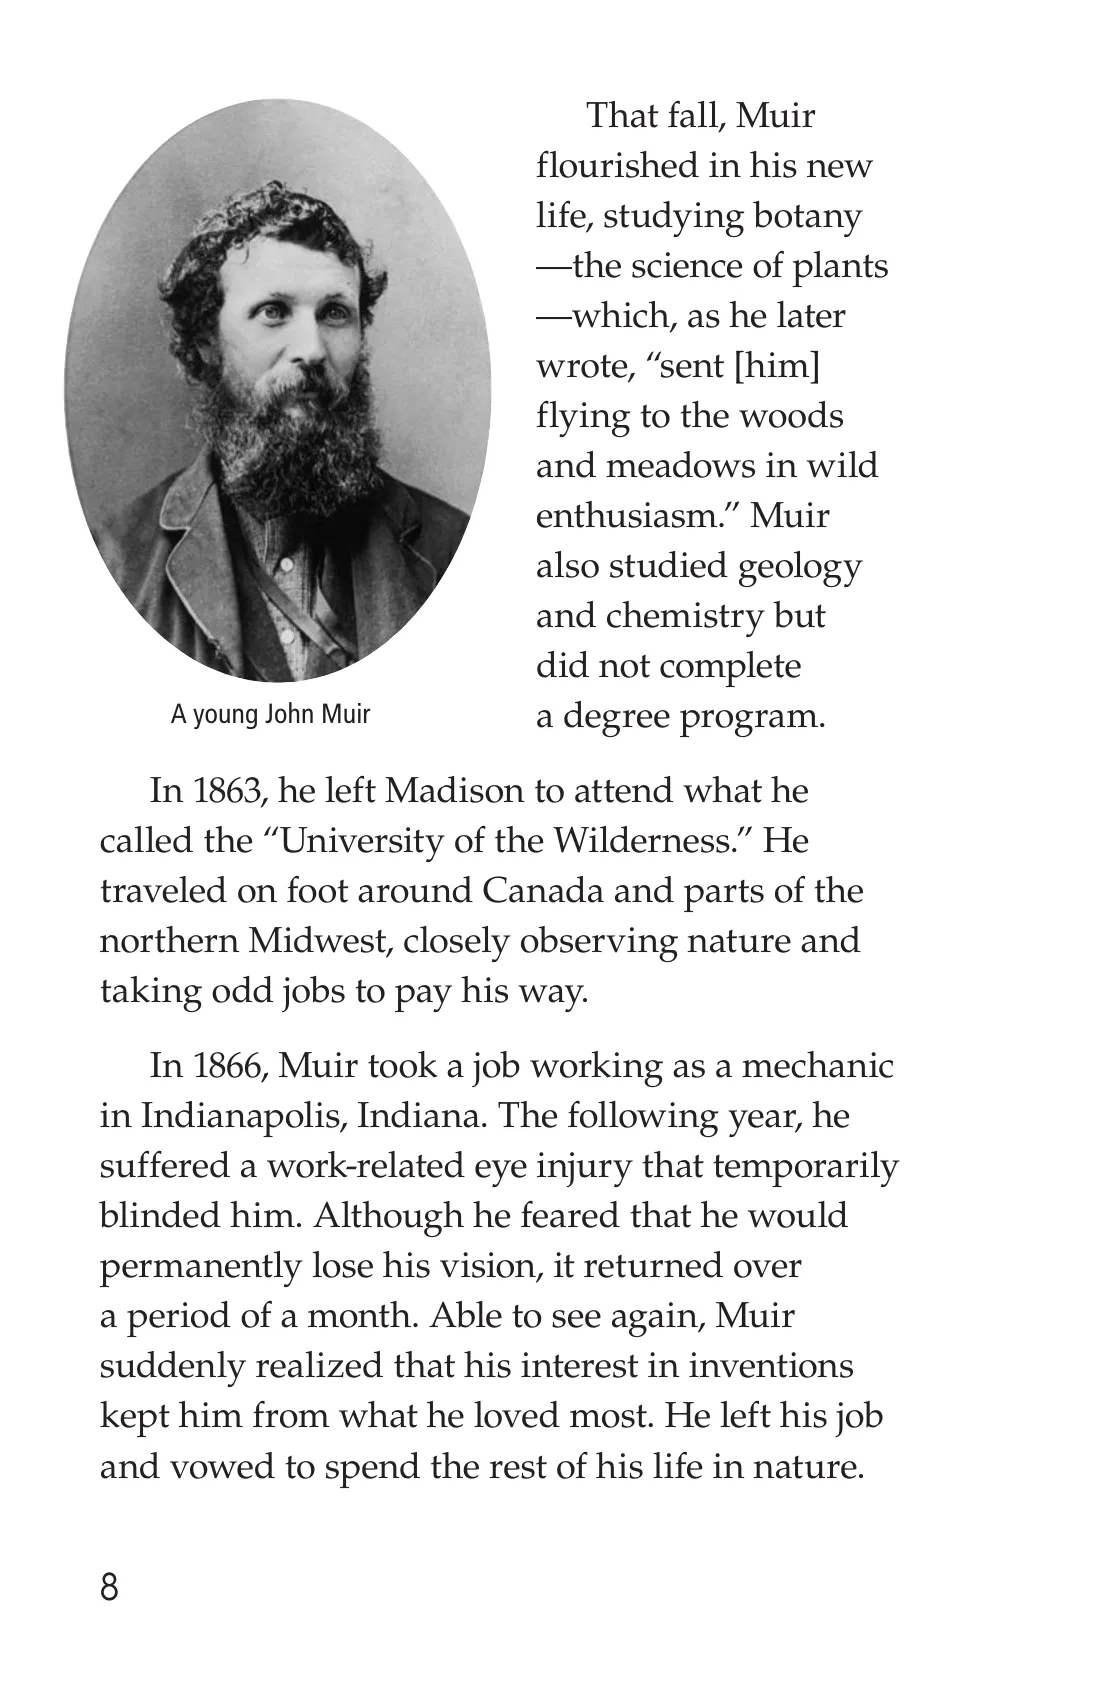 That fall, Muir
flourished in his new
life, studying botany
—the science of plants
—which, as he later
wrote, “sent [him]
flying to the woods
and meadows in wild
enthusiasm.” Muir
also studied geology
and chemistry but
did not complete
a degree program.
A young John Muir
In 1863, he left Madison to attend what he
called the “University of the Wilderness.” He
traveled on foot around Canada and parts of the
northern Midwest, closely observing nature and
taking odd jobs to pay his way.
In 1866, Muir took a job working as a mechanic
in Indianapolis, Indiana. The following year, he
suffered a work-related eye injury that temporarily
blinded him. Although he feared that he would
permanently lose his vision, it returned over
a period of a month. Able to see again, Muir
suddenly realized that his interest in inventions
kept him from what he loved most. He left his job
and vowed to spend the rest of his life in nature.
8